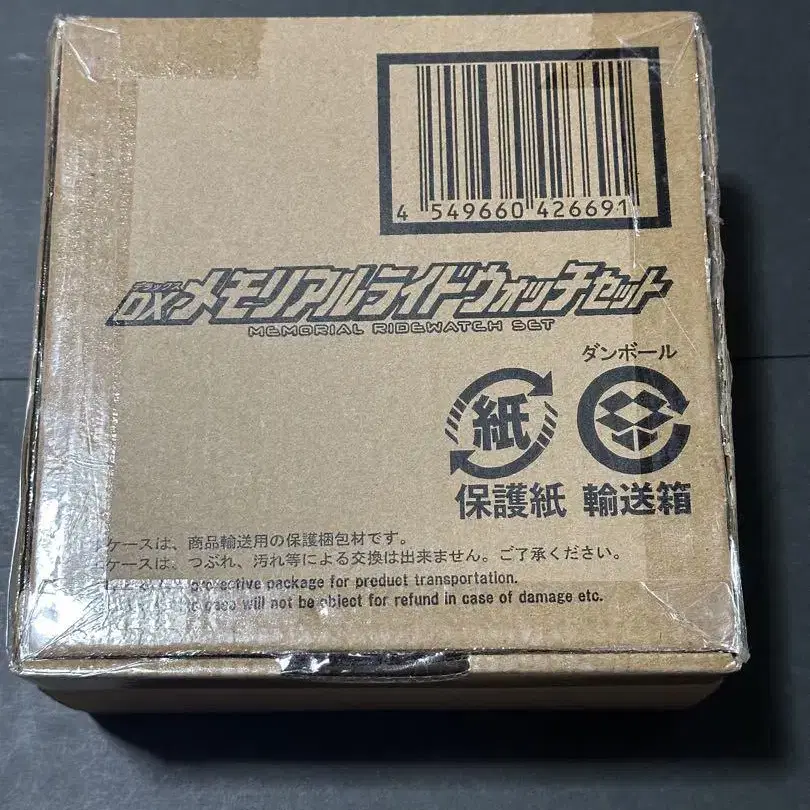 4 549660 426691
デラックス
DXメモリアルライドウォッチセット
MEMORIAL RIDEWATCH SET
ダンボール
紙
保護紙 輸送箱
ケースは、商品輸送用の保護梱包材です。
ケースは、つぶれ、汚れ等による交換は出来ません。ご了承ください。
protective package for product transportation.
case will not be object for refund in case of damage etc.